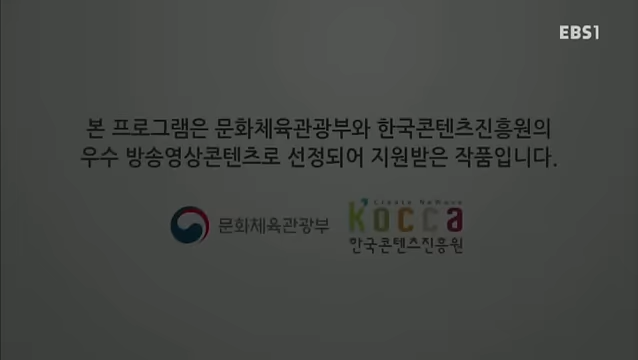 EBS1
본 프로그램은 문화체육관광부와 한국콘텐츠진흥원의
우수 방송영상콘텐츠로 선정되어 지원받은 작품입니다.
문화체육관광부
Create NeWave
KOCCA
한국콘텐츠진흥원